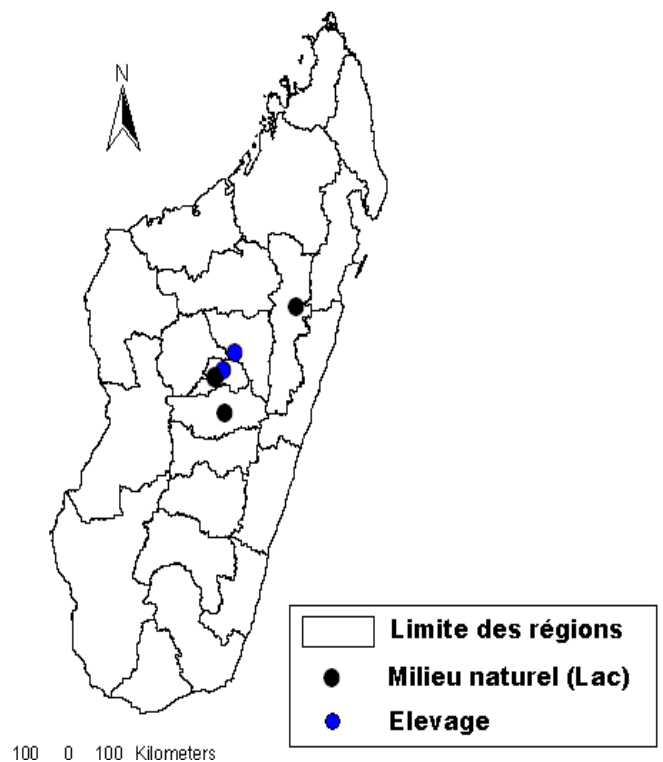 N
Limite des régions
Milieu naturel (Lac)
Elevage
100 0 100 Kilometers